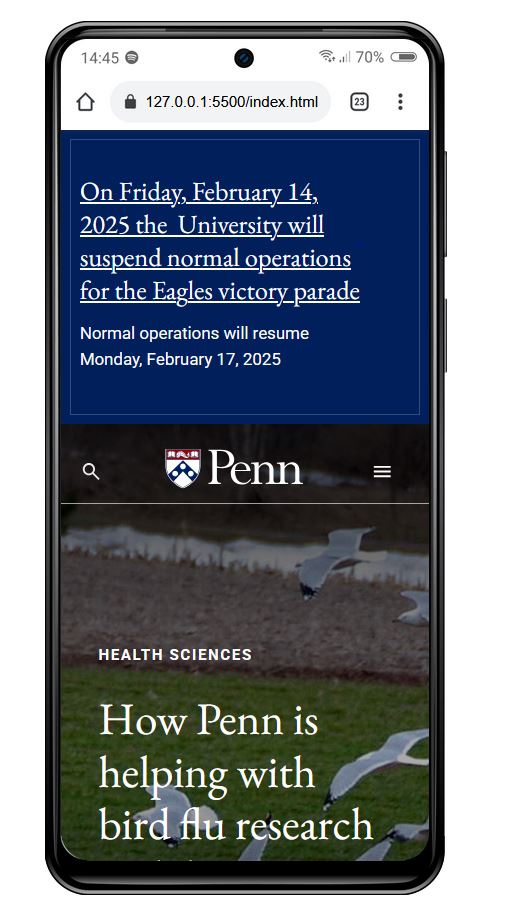 14:45 70%
127.0.0.1:5500/index.html 23
On Friday, February 14,
2025 the  University will
suspend normal operations
for the Eagles victory parade
Normal operations will resume
Monday, February 17, 2025
Penn
HEALTH SCIENCES
How Penn is
helping with
bird flu research